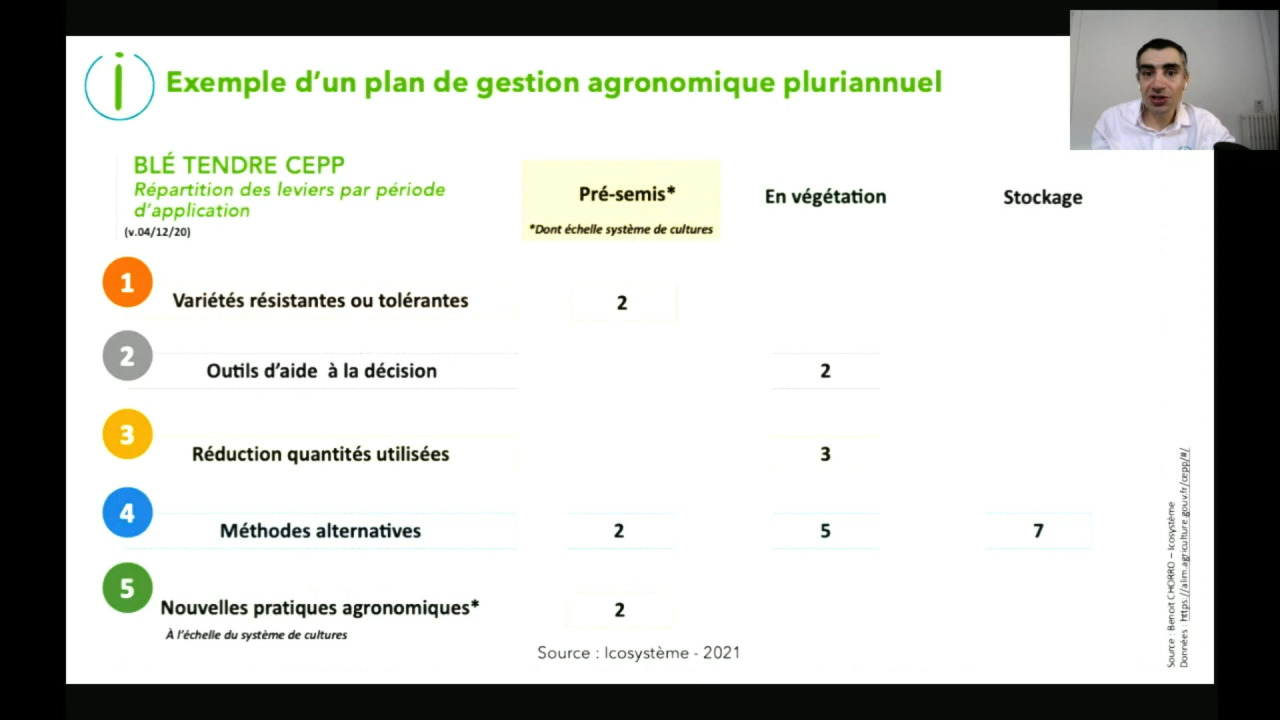 i Exemple d'un plan de gestion agronomique pluriannuel
BLÉ TENDRE CEPP
Répartition des leviers par période
d'application
(v.04/12/20)
Pré-semis*
*Dont échelle système de cultures
En végétation
Stockage
1 Variétés résistantes ou tolérantes 2
2 Outils d'aide à la décision 2
3 Réduction quantités utilisées 3
4 Méthodes alternatives 2 5 7
5 Nouvelles pratiques agronomiques* 2
À l'échelle du système de cultures
Source : Icosystème - 2021
Source : Benoit CHORRO – Icosystème
Données : https://alim.agriculture.gouv.fr/cepp/#/